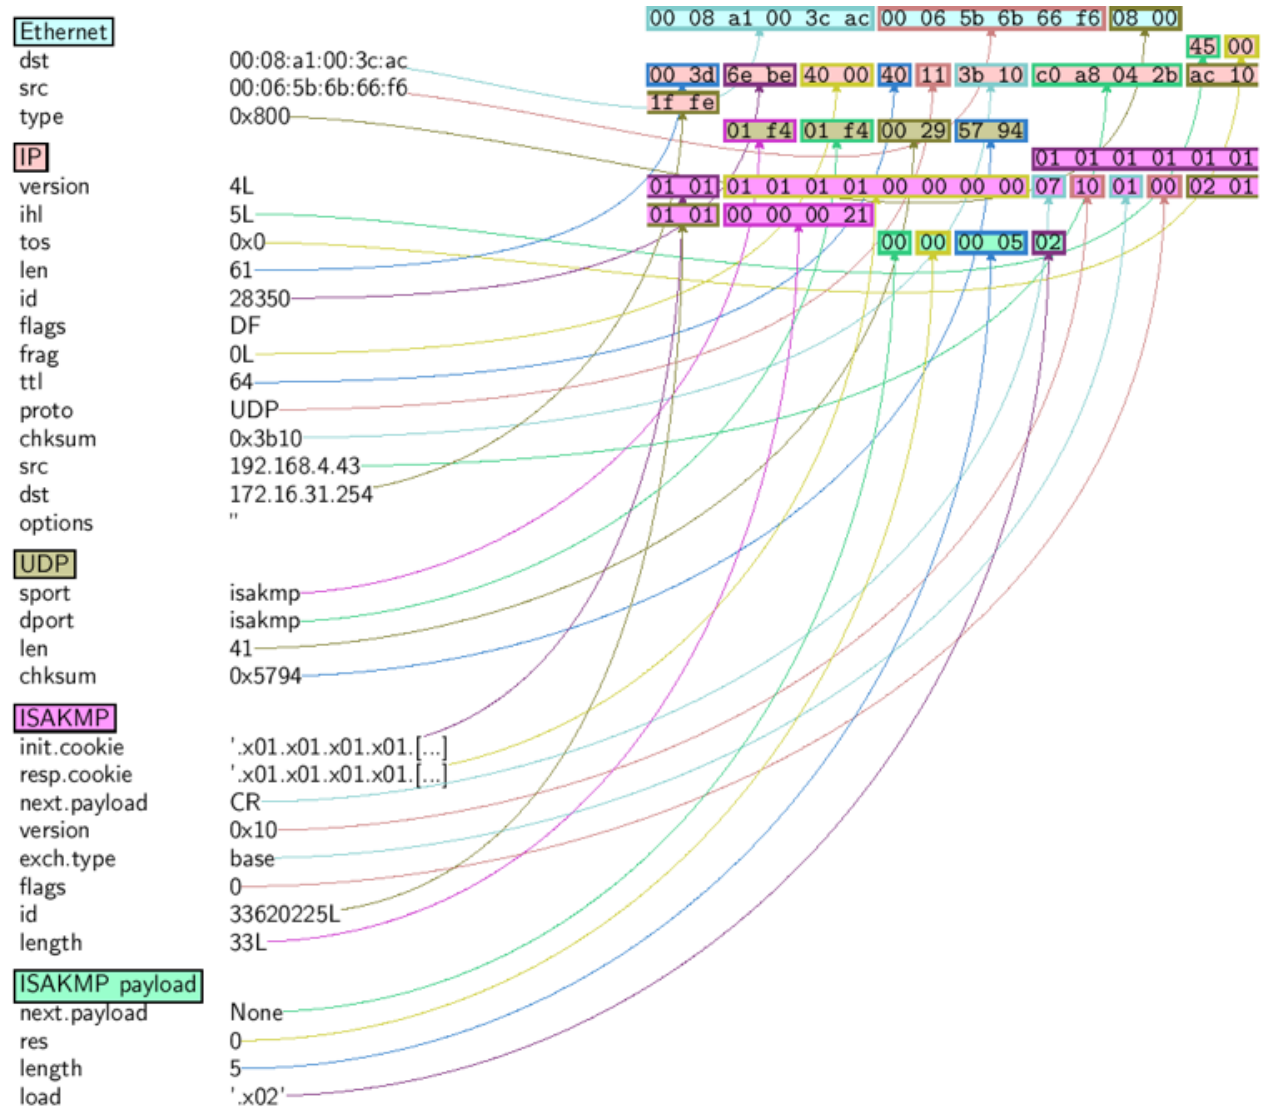 Ethernet
dst 00:08:a1:00:3c:ac
src 00:06:5b:6b:66:f6
type 0x800
IP
version 4L
ihl 5L
tos 0x0
len 61
id 28350
flags DF
frag 0L
ttl 64
proto UDP
chksum 0x3b10
src 192.168.4.43
dst 172.16.31.254
options ''
UDP
sport isakmp
dport isakmp
len 41
chksum 0x5794
ISAKMP
init.cookie '.x01.x01.x01.x01.[...]
resp.cookie '.x01.x01.x01.x01.[...]
next.payload CR
version 0x10
exch.type base
flags 0
id 33620225L
length 33L
ISAKMP payload
next.payload None
res 0
length 5
load '.x02'
00 08 a1 00 3c ac 00 06 5b 6b 66 f6 08 00
45 00
00 3d 6e be 40 00 40 11 3b 10 c0 a8 04 2b ac 10
1f fe
01 f4 01 f4 00 29 57 94
01 01 01 01 01 01
01 01 01 01 01 01 00 00 00 00 07 10 01 00 02 01
01 01 00 00 00 21
00 00 00 05 02